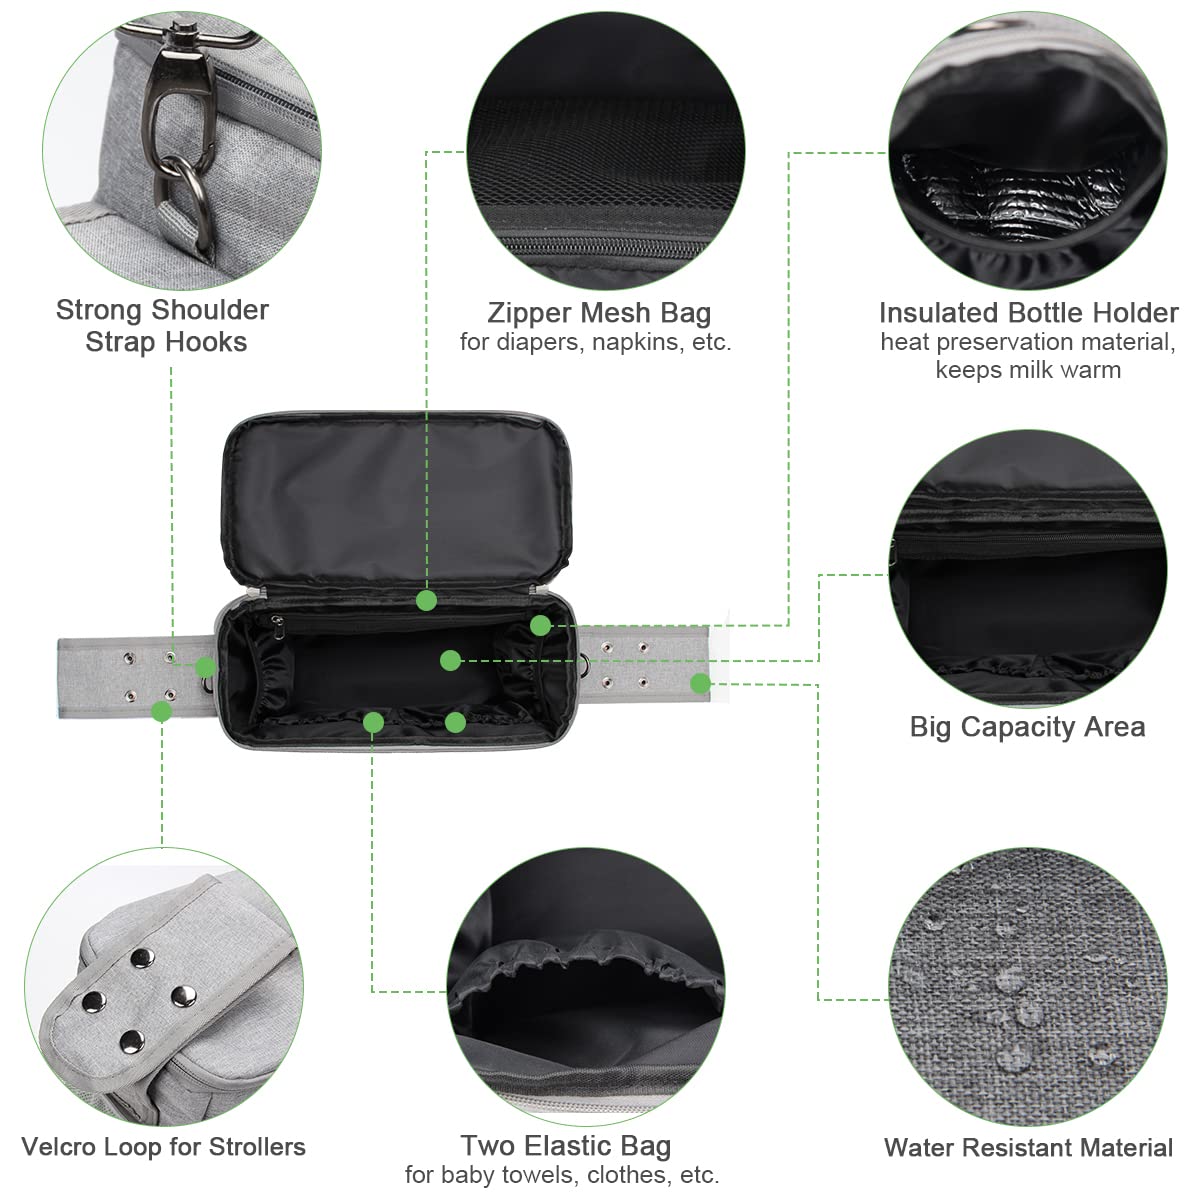 Strong Shoulder
Strap Hooks
Zipper Mesh Bag
for diapers, napkins, etc.
Insulated Bottle Holder
heat preservation material,
keeps milk warm
Big Capacity Area
Velcro Loop for Strollers
Two Elastic Bag
for baby towels, clothes, etc.
Water Resistant Material